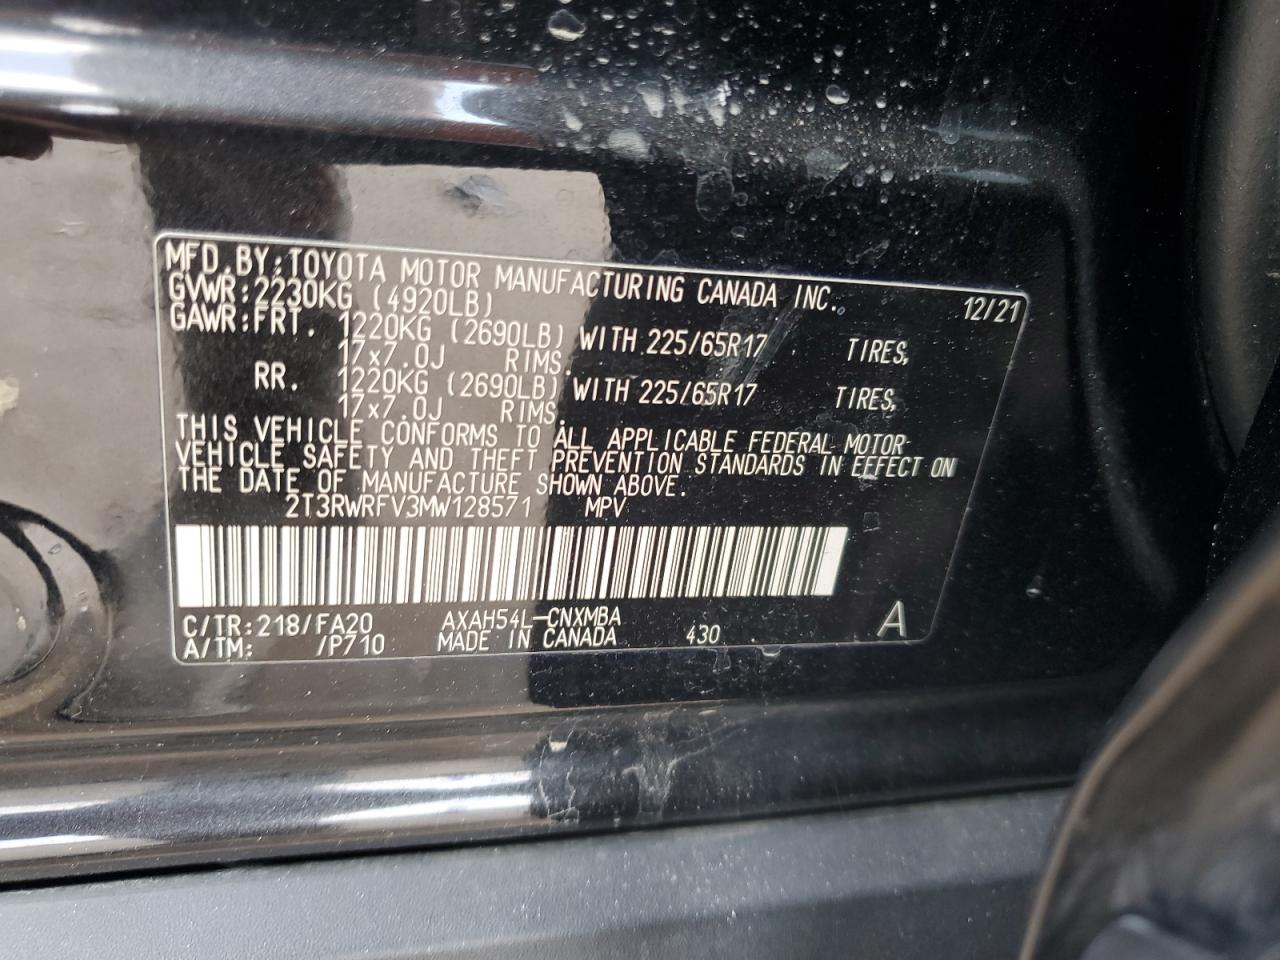 MFD.BY:TOYOTA MOTOR MANUFACTURING CANADA INC. 12/21
GVWR:2230KG (4920LB)
GAWR:FRT. 1220KG (2690LB) WITH 225/65R17 TIRES,
17x7.0J RIMS.
RR. 1220KG (2690LB) WITH 225/65R17 TIRES,
17x7.0J RIMS.
THIS VEHICLE CONFORMS TO ALL APPLICABLE FEDERAL MOTOR
VEHICLE SAFETY AND THEFT PREVENTION STANDARDS IN EFFECT ON
THE DATE OF MANUFACTURE SHOWN ABOVE.
2T3RWRFV3MW128571 MPV
C/TR:218/FA20 AXAH54L-CNXMBA
A/TM: /P710 MADE IN CANADA 430 A